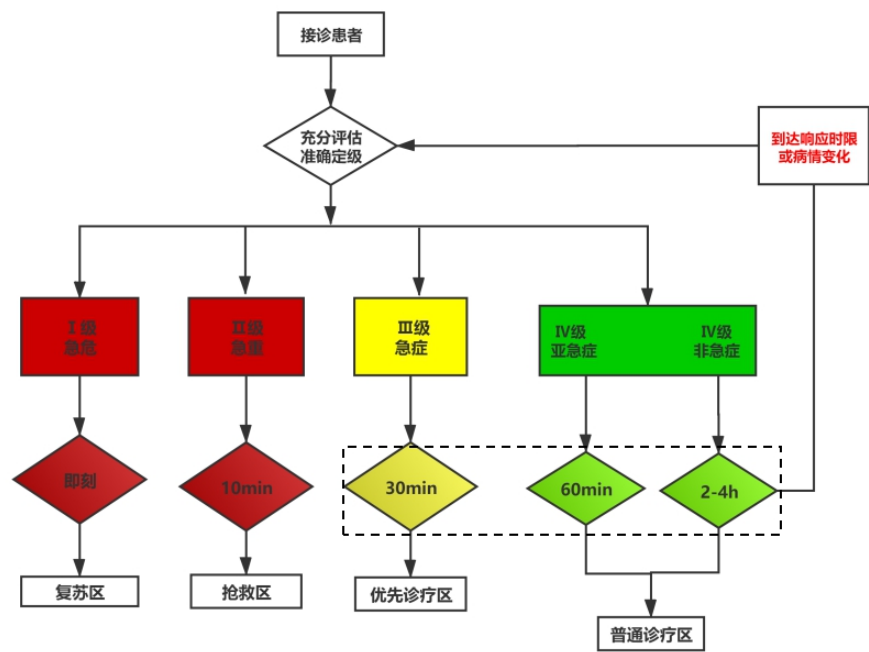 接诊患者
充分评估
准确定级
到达响应时限
或病情变化
Ⅰ级
急危
Ⅱ级
急重
Ⅲ级
急症
Ⅳ级
亚急症
Ⅳ级
非急症
即刻
10min
30min
60min
2-4h
复苏区
抢救区
优先诊疗区
普通诊疗区